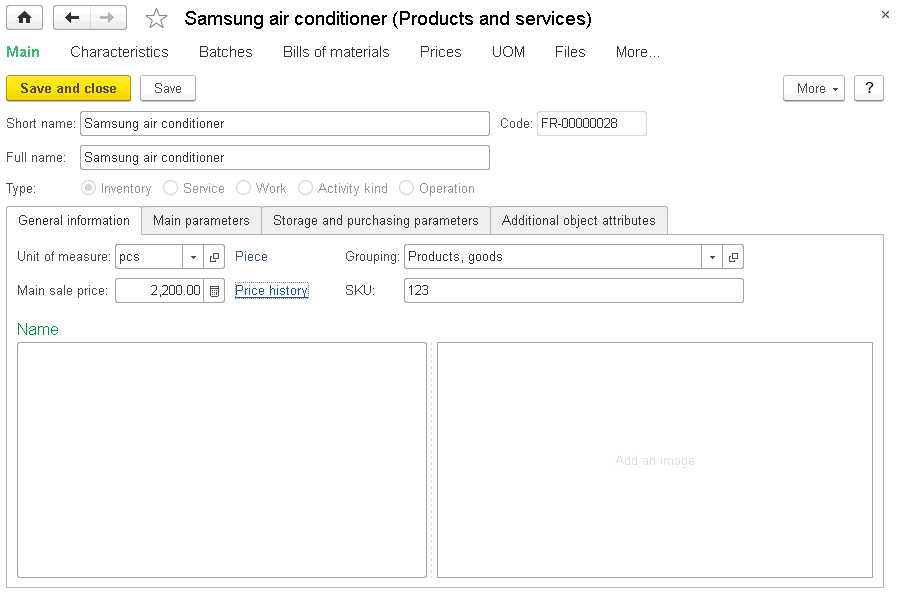 Samsung air conditioner (Products and services)
Main Characteristics Batches Bills of materials Prices UOM Files More...
Save and close Save More ?
Short name: Samsung air conditioner Code: FR-00000028
Full name: Samsung air conditioner
Type: Inventory Service Work Activity kind Operation
General information Main parameters Storage and purchasing parameters Additional object attributes
Unit of measure: pcs Piece Grouping: Products, goods
Main sale price: 2,200.00 Price history SKU: 123
Name
Add an image